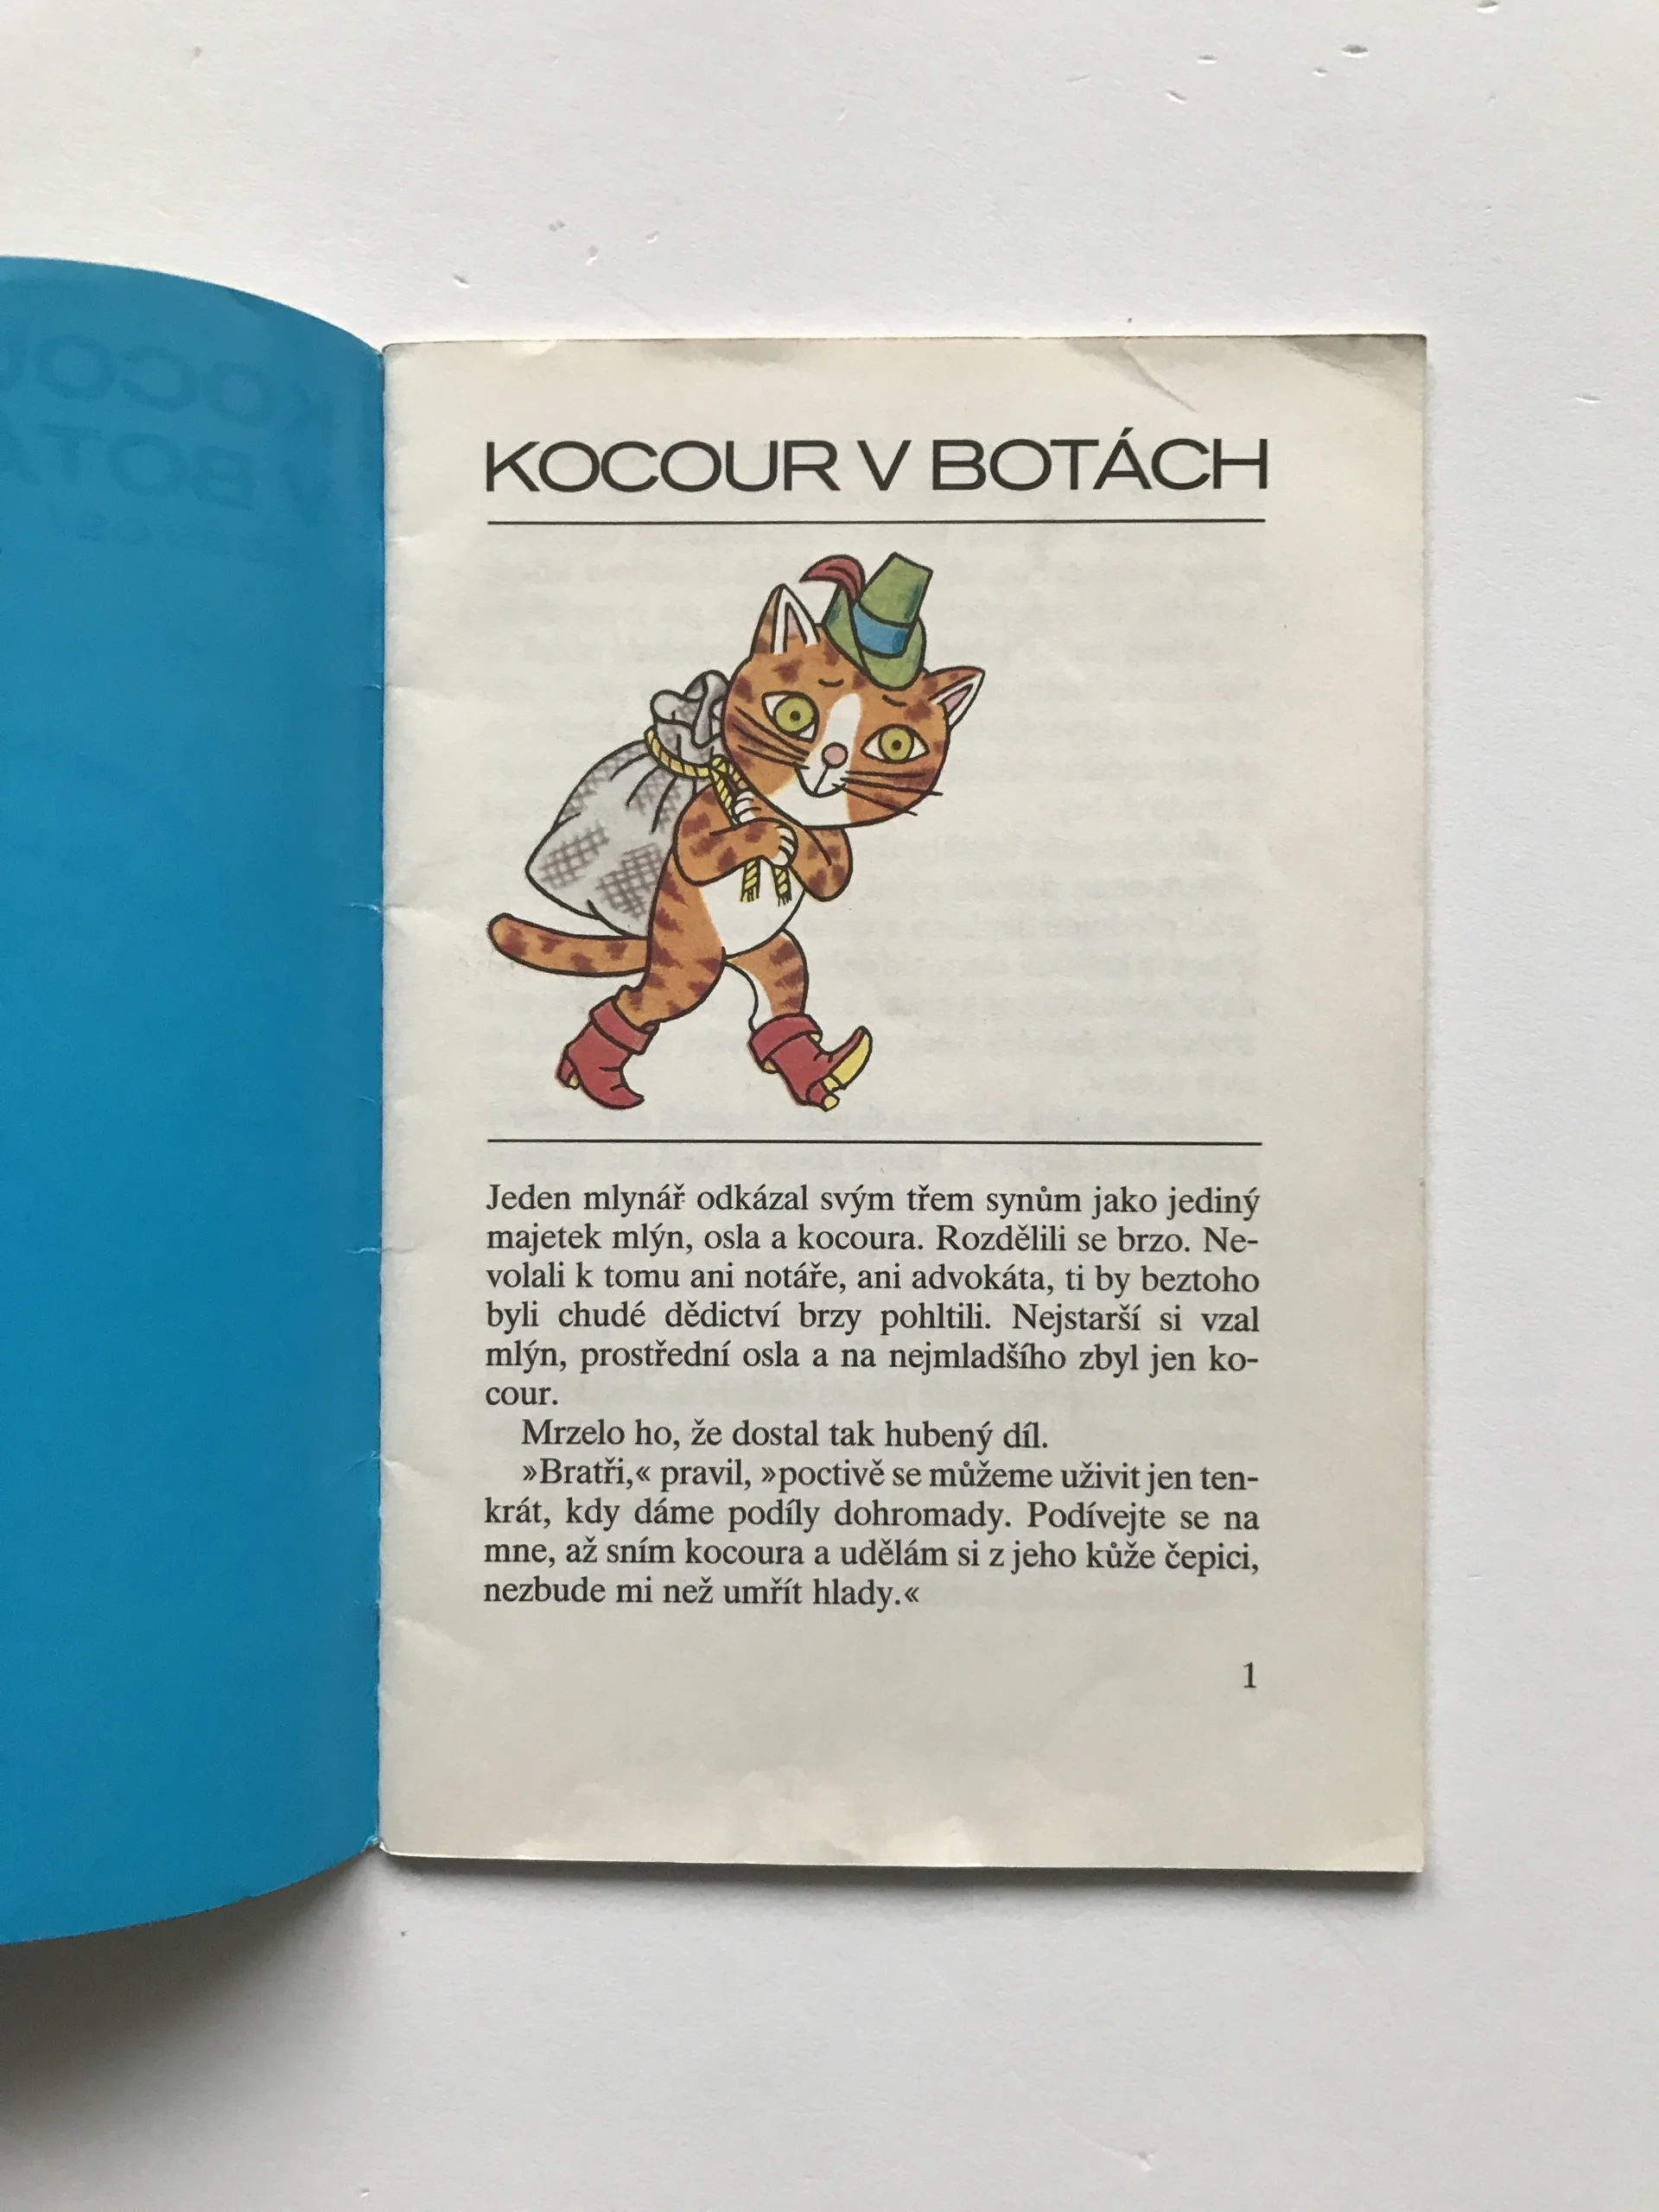 KOCOUR V BOTÁCH
Jeden mlynář odkázal svým třem synům jako jediný
majetek mlýn, osla a kocoura. Rozdělili se brzo. Ne-
volali k tomu ani notáře, ani advokáta, ti by beztoho
byli chudé dědictví brzy pohltili. Nejstarší si vzal
mlýn, prostřední osla a na nejmladšího zbyl jen ko-
cour.
Mrzelo ho, že dostal tak hubený díl.
»Bratři,« pravil, »poctivě se můžeme uživit jen ten-
krát, kdy dáme podíly dohromady. Podívejte se na
mne, až sním kocoura a udělám si z jeho kůže čepici,
nezbude mi než umřít hlady.«
1